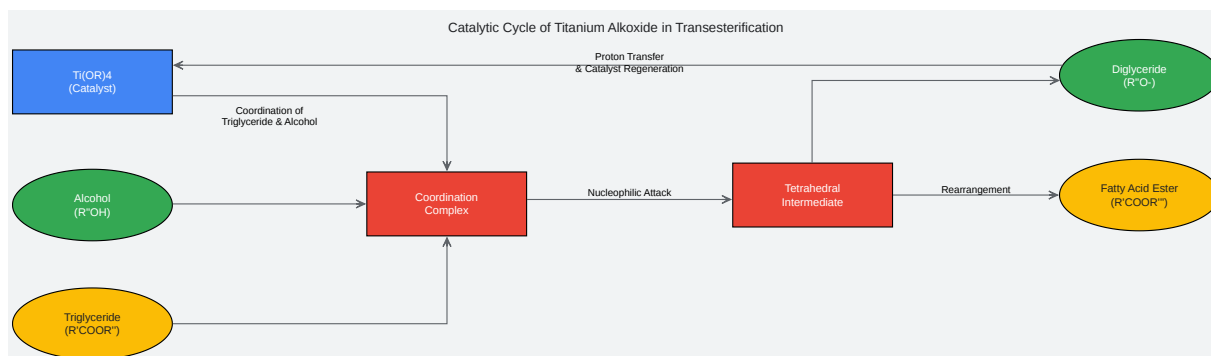 Catalytic Cycle of Titanium Alkoxide in Transesterification
Ti(OR)4
(Catalyst)
Proton Transfer
& Catalyst Regeneration
Diglyceride
(R"O-)
Coordination of
Triglyceride & Alcohol
Alcohol
(R'"OH)
Coordination
Complex
Nucleophilic Attack
Tetrahedral
Intermediate
Rearrangement
Fatty Acid Ester
(R'COOR'")
Triglyceride
(R'COOR")